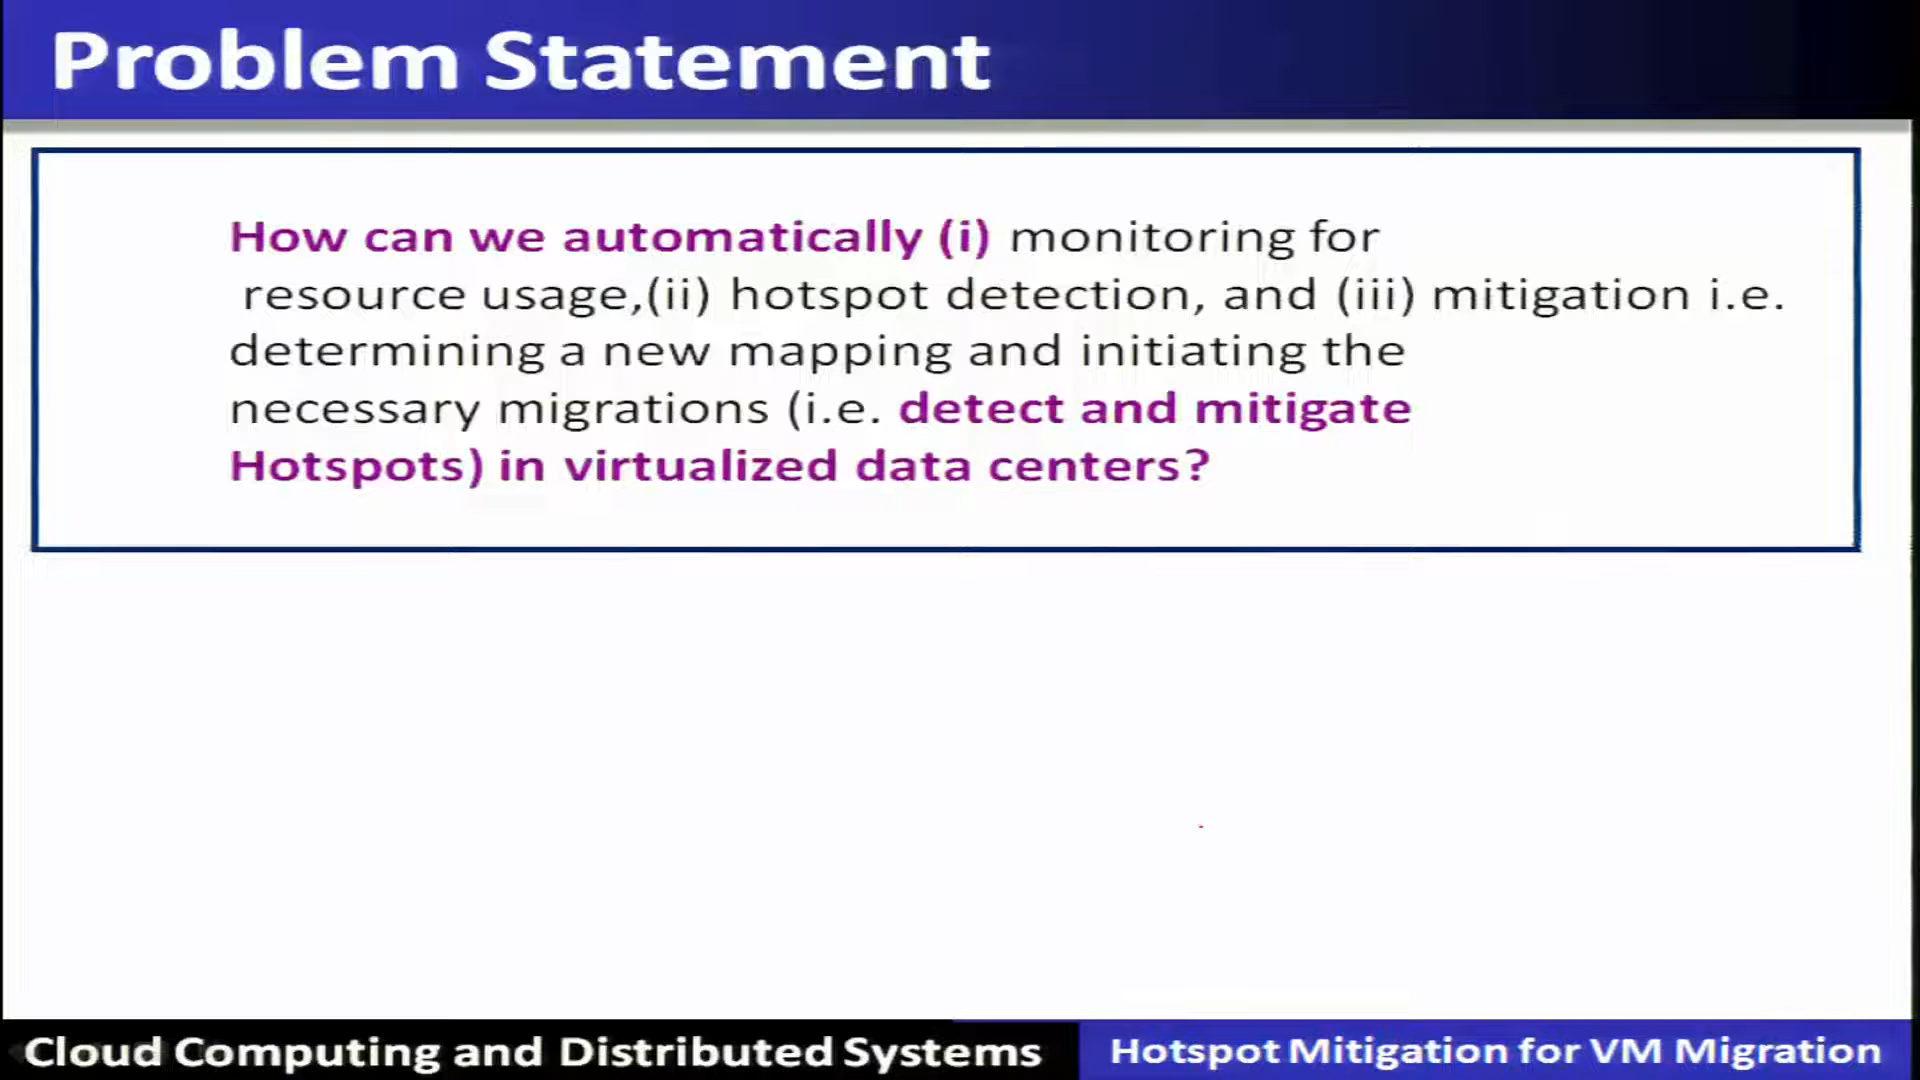 Problem Statement
How can we automatically (i) monitoring for
resource usage,(ii) hotspot detection, and (iii) mitigation i.e.
determining a new mapping and initiating the
necessary migrations (i.e. detect and mitigate
Hotspots) in virtualized data centers?
Cloud Computing and Distributed Systems
Hotspot Mitigation for VM Migration